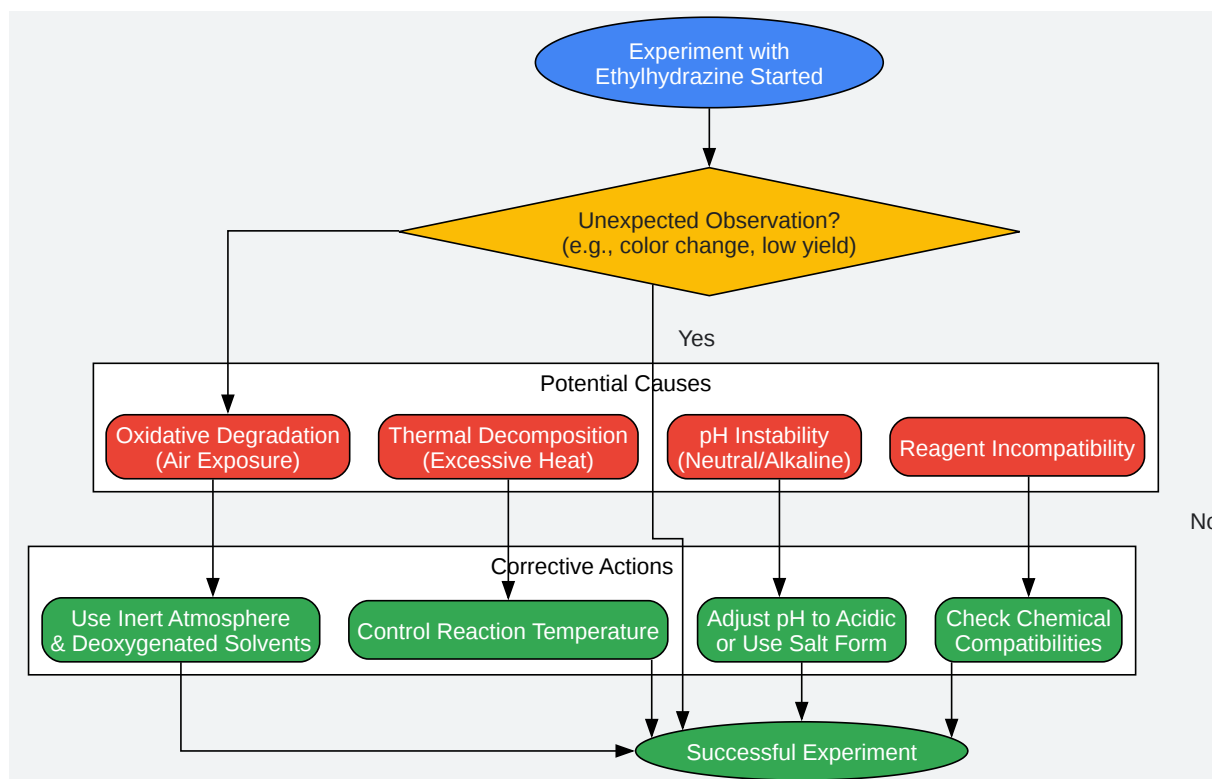 Experiment with
Ethylhydrazine Started
Unexpected Observation?
(e.g., color change, low yield)
Yes
Potential Causes
Oxidative Degradation
(Air Exposure)
Thermal Decomposition
(Excessive Heat)
pH Instability
(Neutral/Alkaline)
Reagent Incompatibility
No
Corrective Actions
Use Inert Atmosphere
& Deoxygenated Solvents
Control Reaction Temperature
Adjust pH to Acidic
or Use Salt Form
Check Chemical
Compatibilities
Successful Experiment